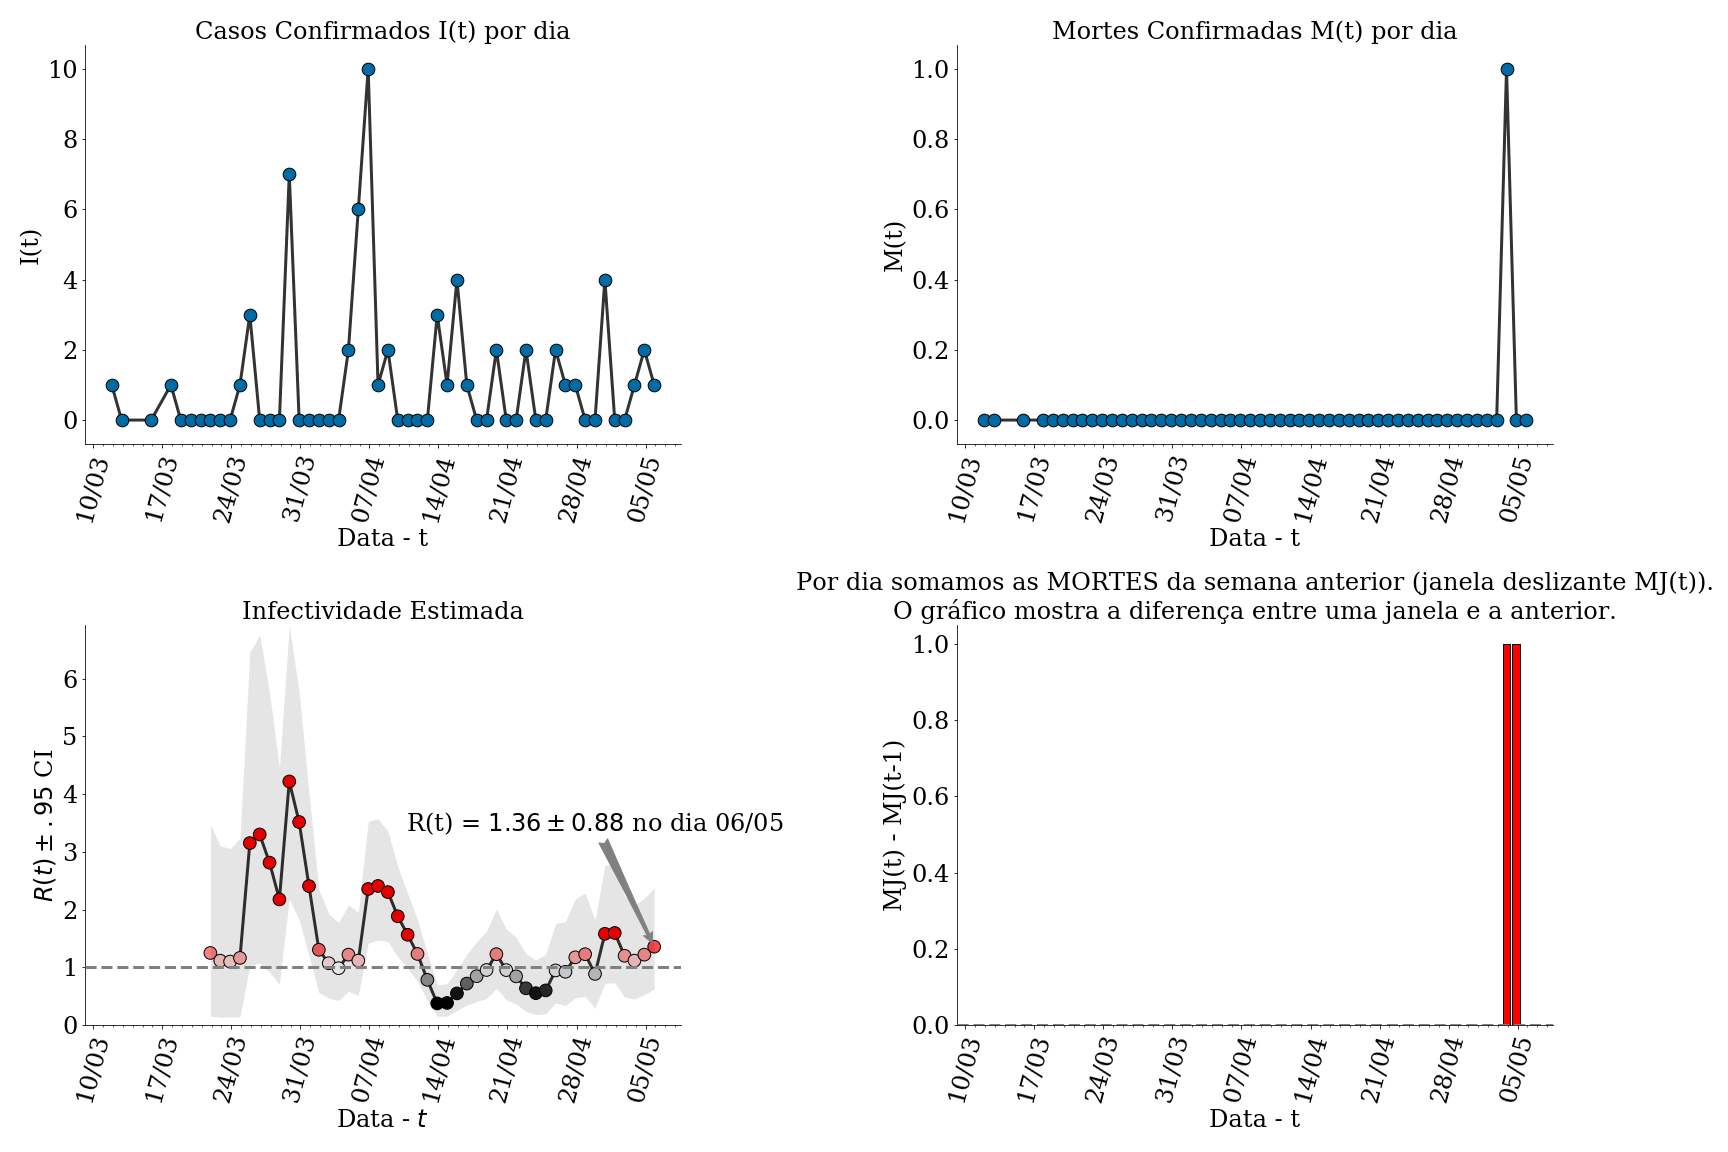 Casos Confirmados I(t) por dia
I(t)
10
8
6
4
2
0
10/03 17/03 24/03 31/03 07/04 14/04 21/04 28/04 05/05
Data - t
Mortes Confirmadas M(t) por dia
M(t)
1.0
0.8
0.6
0.4
0.2
0.0
10/03 17/03 24/03 31/03 07/04 14/04 21/04 28/04 05/05
Data - t
Infectividade Estimada
R(t) ± .95 CI
6
5
4
3
2
1
0
R(t) = 1.36 ± 0.88 no dia 06/05
10/03 17/03 24/03 31/03 07/04 14/04 21/04 28/04 05/05
Data - t
Por dia somamos as MORTES da semana anterior (janela deslizante MJ(t)).
O gráfico mostra a diferença entre uma janela e a anterior.
MJ(t) - MJ(t-1)
1.0
0.8
0.6
0.4
0.2
0.0
10/03 17/03 24/03 31/03 07/04 14/04 21/04 28/04 05/05
Data - t